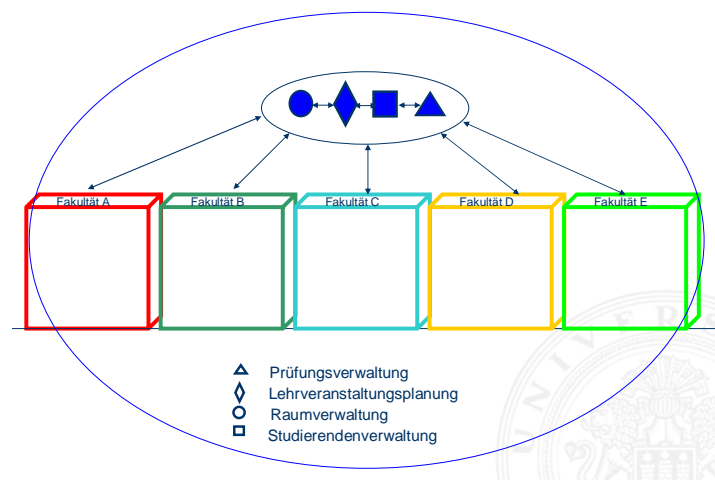 Fakultät A
Fakultät B
Fakultät C
Fakultät D
Fakultät E
Prüfungsverwaltung
Lehrveranstaltungsplanung
Raumverwaltung
Studierendenverwaltung